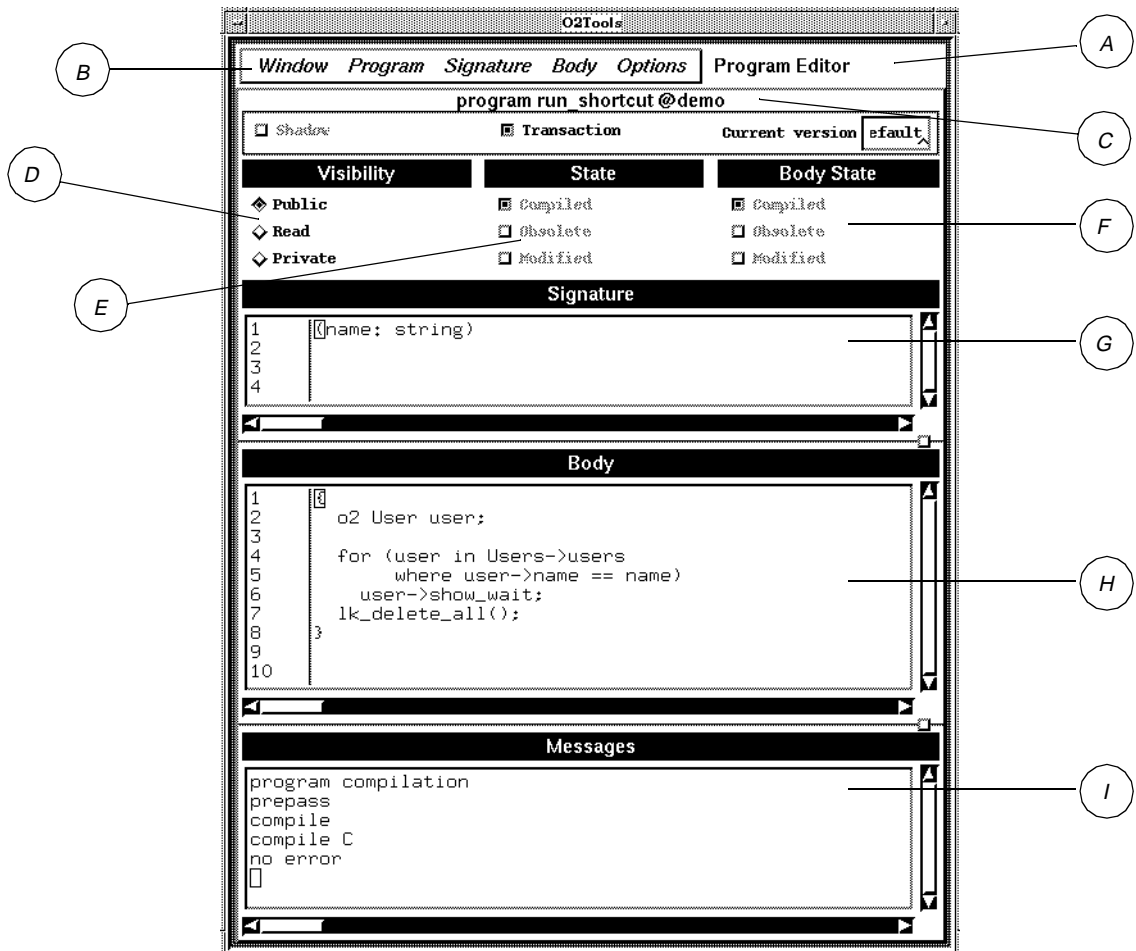 O2Tools
A
B
Window Program Signature Body Options Program Editor
program run_shortcut @demo
C
Shadow Transaction Current version efault
D
Visibility State Body State
Public Compiled Compiled
Read Obsolete Obsolete
F
Private Modified Modified
E
Signature
1 (name: string)
2
3
4
G
Body
1 {
2 o2 User user;
3
4 for (user in Users->users
5 where user->name == name)
6 user->show_wait;
7 lk_delete_all();
8 }
9
10
H
Messages
program compilation
prepass
compile
compile C
no error
I